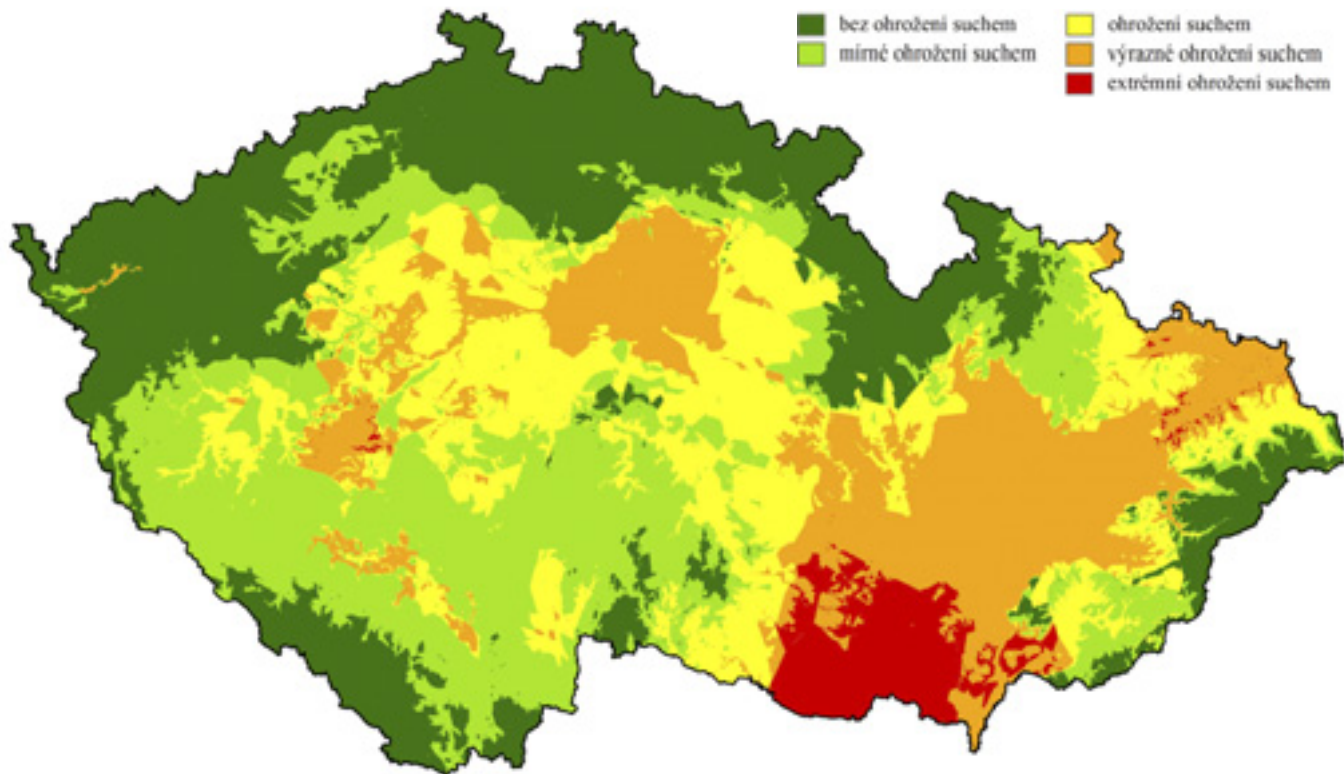 bez ohrožení suchem
mírné ohrožení suchem
ohrožení suchem
výrazné ohrožení suchem
extrémní ohrožení suchem